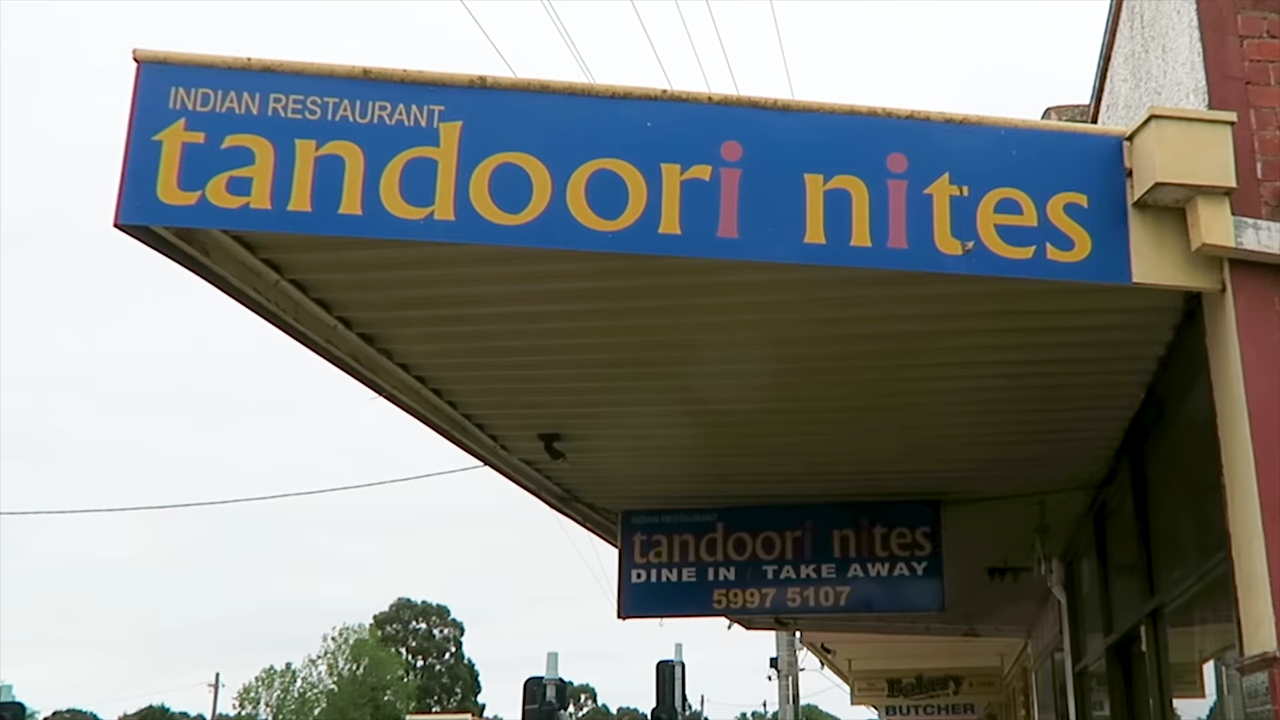 INDIAN RESTAURANT
tandoori nites
INDIAN RESTAURANT
tandoori nites
DINE IN / TAKE AWAY
5997 5107
Bakery
BUTCHER